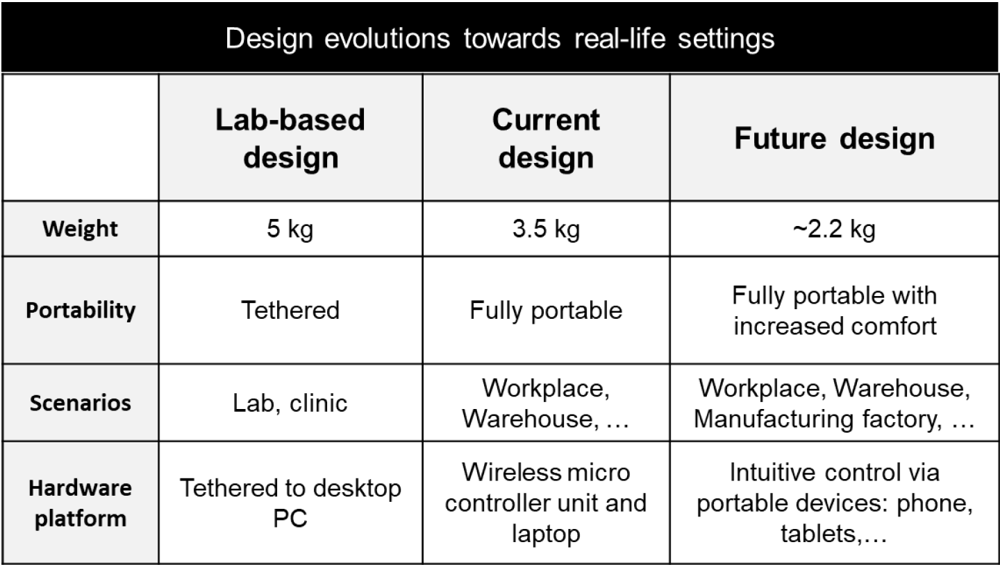 Design evolutions towards real-life settings
Lab-based
design
Current
design
Future design
Weight
5 kg
3.5 kg
~2.2 kg
Portability
Tethered
Fully portable
Fully portable with
increased comfort
Scenarios
Lab, clinic
Workplace,
Warehouse, …
Workplace, Warehouse,
Manufacturing factory, …
Hardware
platform
Tethered to desktop
PC
Wireless micro
controller unit and
laptop
Intuitive control via
portable devices: phone,
tablets,…